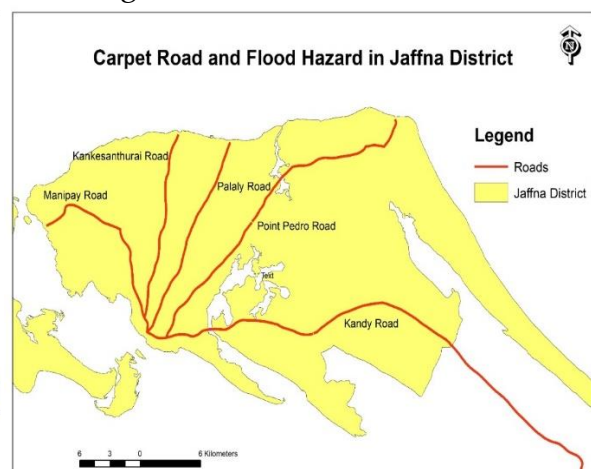 Carpet Road and Flood Hazard in Jaffna District
N
Kankesanthurai Road
Legend
Roads
Palaly Road
Manipay Road
Jaffna District
Point Pedro Road
Text
Kandy Road
6 3 0 6 Kilometers